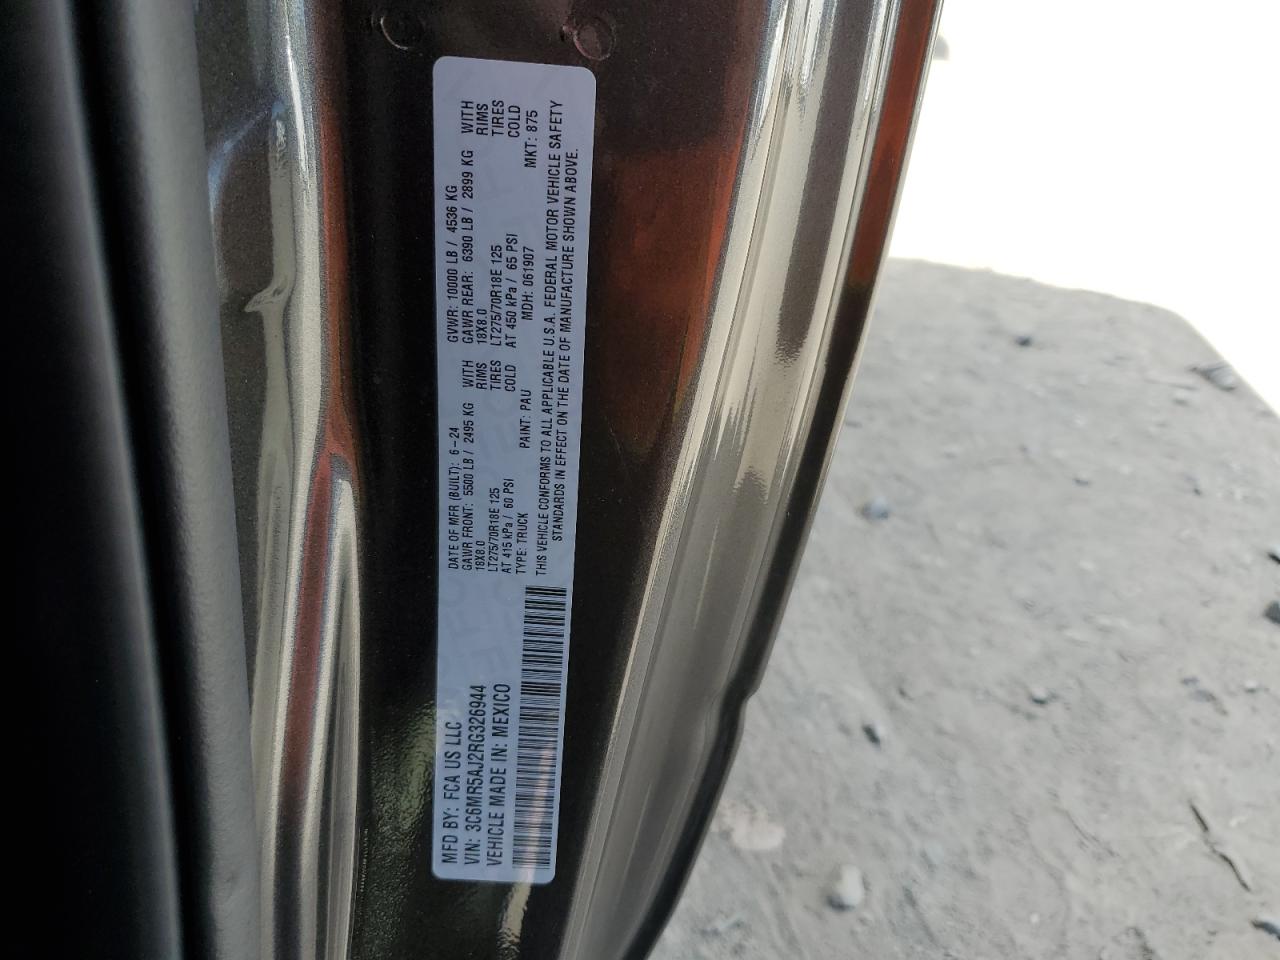 MFD BY: FCA US LLC
VIN: 3C6MR5AJ2RG326944
VEHICLE MADE IN: MEXICO
DATE OF MFR (BUILT): 6-24 GVWR: 10000 LB / 4536 KG
GAWR FRONT: 5500 LB / 2495 KG WITH GAWR REAR: 6390 LB / 2899 KG WITH
18X8.0 RIMS 18X8.0 RIMS
LT275/70R18E 125 TIRES LT275/70R18E 125 TIRES
AT 415 kPa / 60 PSI COLD AT 450 kPa / 65 PSI COLD
TYPE: TRUCK PAINT: PAU MDH: 061907 MKT: 875
THIS VEHICLE CONFORMS TO ALL APPLICABLE U.S.A. FEDERAL MOTOR VEHICLE SAFETY
STANDARDS IN EFFECT ON THE DATE OF MANUFACTURE SHOWN ABOVE.